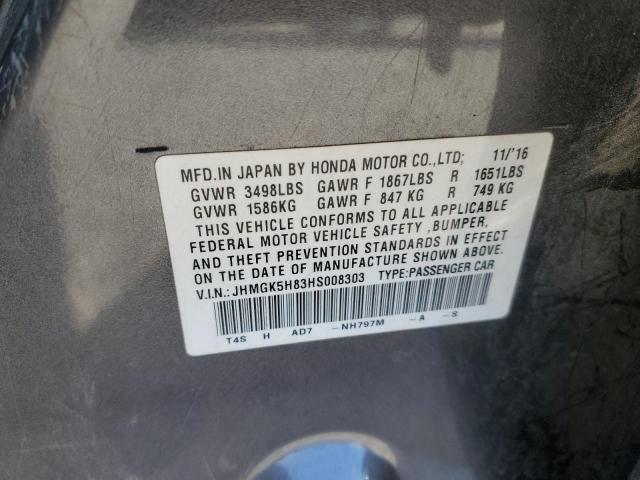 MFD.IN JAPAN BY HONDA MOTOR CO.,LTD; 11/'16
GVWR 3498LBS GAWR F 1867LBS R 1651LBS
GVWR 1586KG GAWR F 847 KG R 749 KG
THIS VEHICLE CONFORMS TO ALL APPLICABLE
FEDERAL MOTOR VEHICLE SAFETY ,BUMPER,
AND THEFT PREVENTION STANDARDS IN EFFECT
ON THE DATE OF MANUFACTURE SHOWN ABOVE.
V.I.N.:JHMGK5H83HS008303 TYPE:PASSENGER CAR
T4S H AD7 -NH797M -A -S